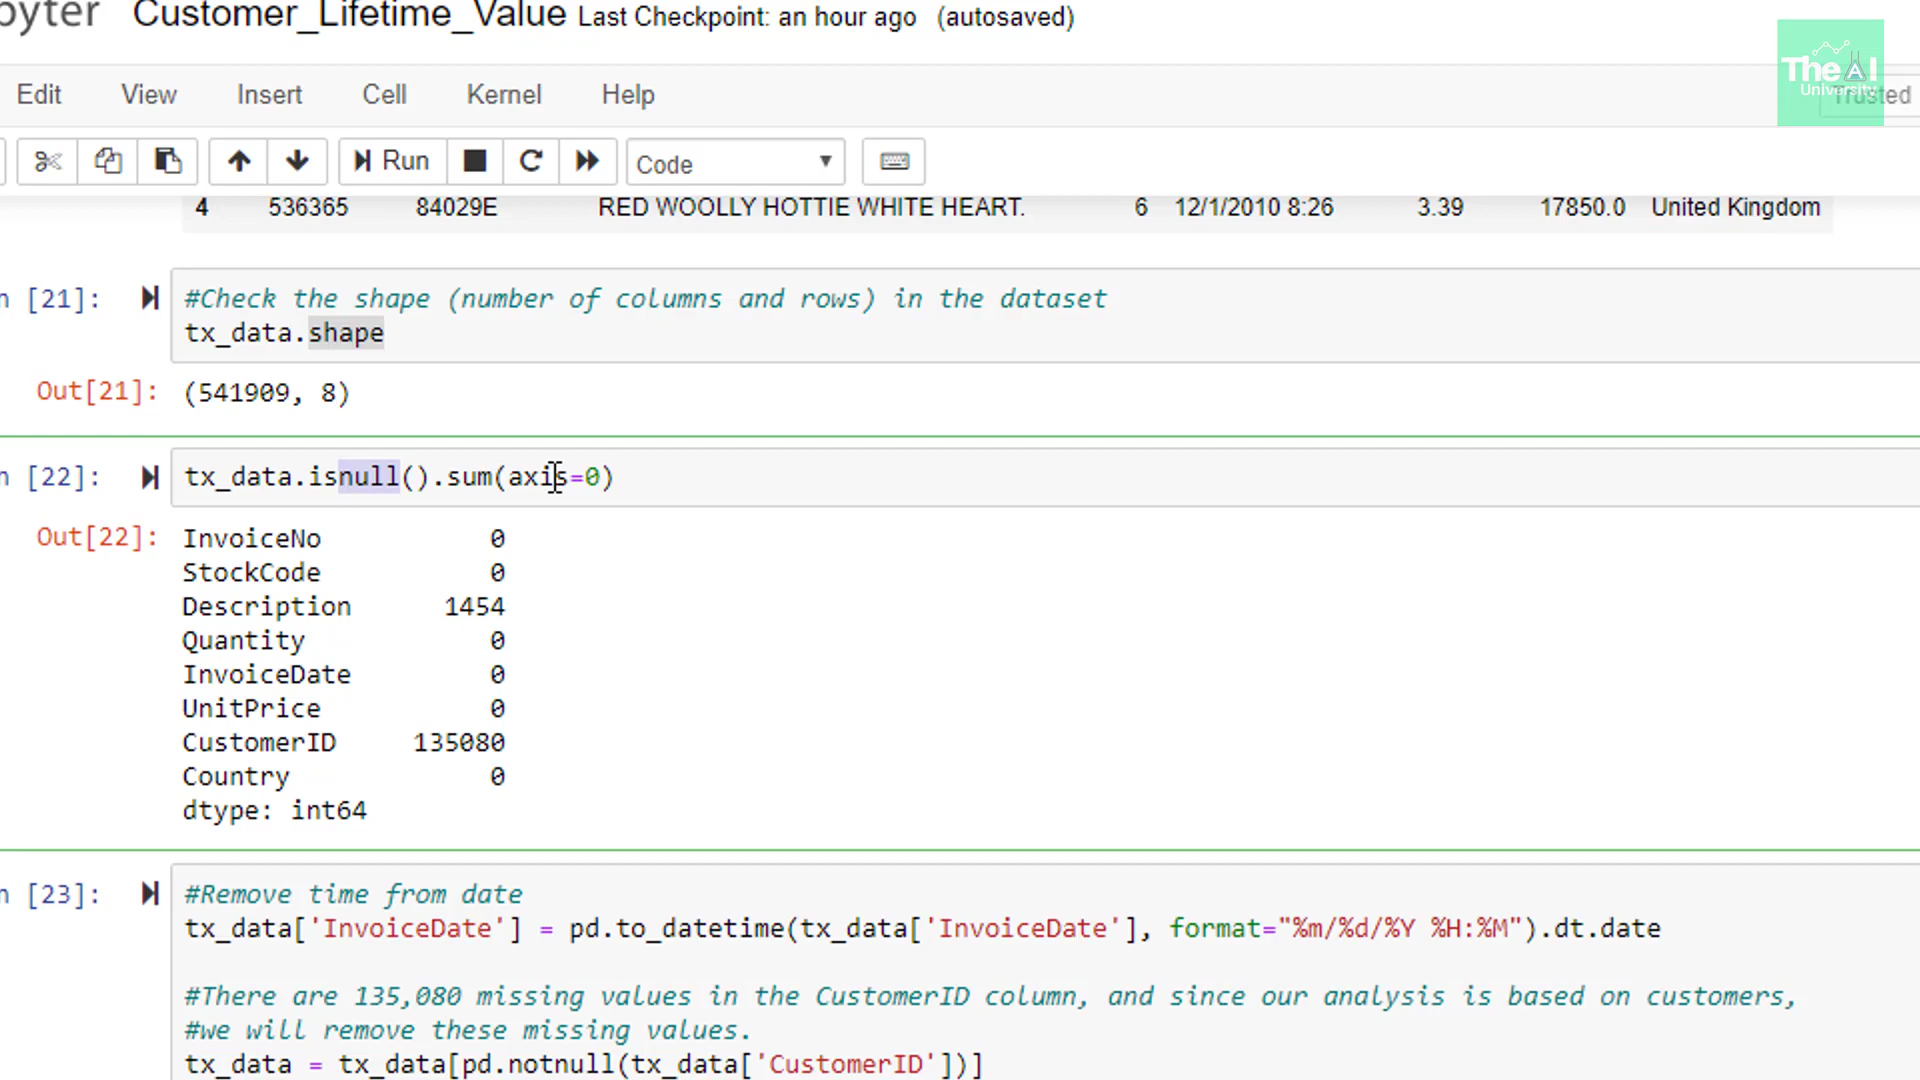 pyter Customer_Lifetime_Value Last Checkpoint: an hour ago (autosaved)
The AI
University
Edit View Insert Cell Kernel Help Trusted
Run Code
4 536365 84029E RED WOOLLY HOTTIE WHITE HEART. 6 12/1/2010 8:26 3.39 17850.0 United Kingdom
n [21]: #Check the shape (number of columns and rows) in the dataset
tx_data.shape
Out[21]: (541909, 8)
n [22]: tx_data.isnull().sum(axis=0)
Out[22]: InvoiceNo 0
StockCode 0
Description 1454
Quantity 0
InvoiceDate 0
UnitPrice 0
CustomerID 135080
Country 0
dtype: int64
n [23]: #Remove time from date
tx_data['InvoiceDate'] = pd.to_datetime(tx_data['InvoiceDate'], format="%m/%d/%Y %H:%M").dt.date
#There are 135,080 missing values in the CustomerID column, and since our analysis is based on customers,
#we will remove these missing values.
tx_data = tx_data[pd.notnull(tx_data['CustomerID'])]